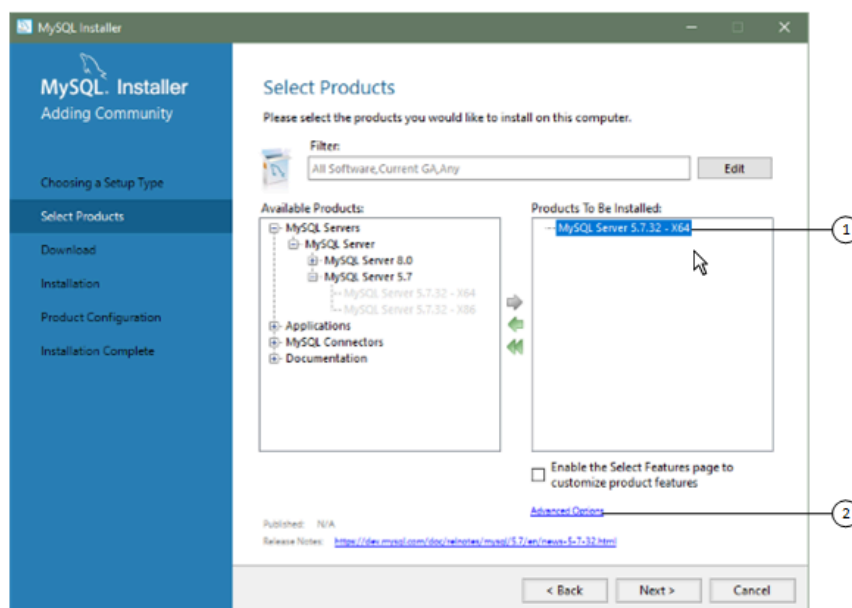 MySQL Installer
MySQL. Installer
Adding Community
Choosing a Setup Type
Select Products
Download
Installation
Product Configuration
Installation Complete
Select Products
Please select the products you would like to install on this computer.
Filter:
All Software,Current GA,Any
Edit
Available Products:
MySQL Servers
MySQL Server
MySQL Server 8.0
MySQL Server 5.7
MySQL Server 5.7.32 - X64
MySQL Server 5.7.32 - X86
Applications
MySQL Connectors
Documentation
Products To Be Installed:
MySQL Server 5.7.32 - X64
1
Enable the Select Features page to
customize product features
Advanced Options
2
Published: N/A
Release Notes: https://dev.mysql.com/doc/relnotes/mysql/5.7/en/news-5-7-32.html
< Back
Next >
Cancel